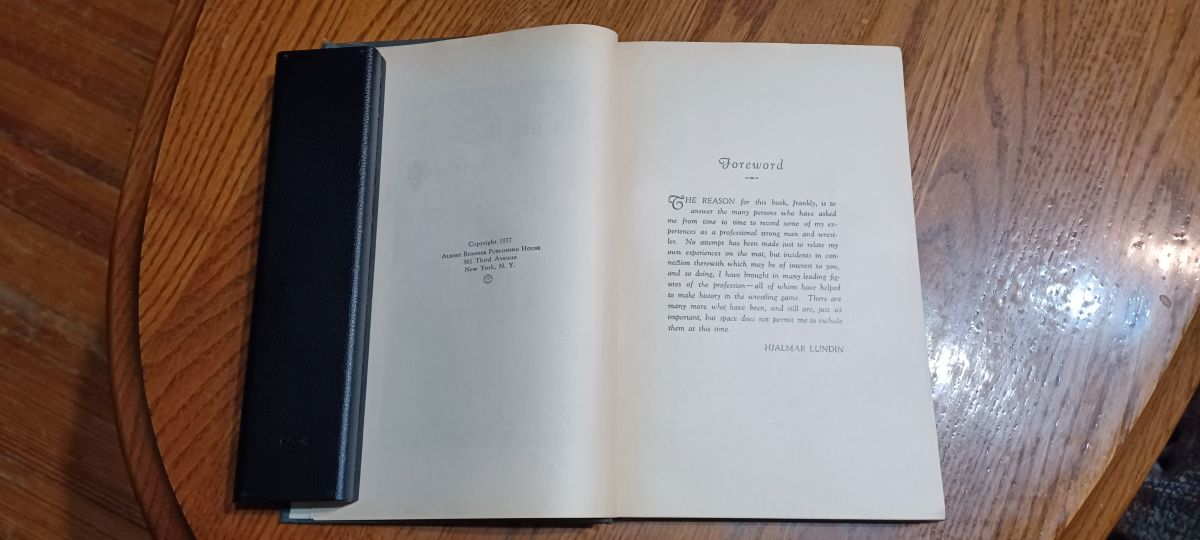 Copyright 1937
Albert Bonnier Publishing House
561 Third Avenue
New York, N. Y.
Foreword
THE REASON for this book, frankly, is to
answer the many persons who have asked
me from time to time to record some of my ex-
periences as a professional strong man and wrest-
ler. No attempt has been made just to relate my
own experiences on the mat, but incidents in con-
nection therewith which may be of interest to you,
and so doing, I have brought in many leading fig-
ures of the profession—all of whom have helped
to make history in the wrestling game. There are
many more who, have been, and still are, just as
important, but space does not permit me to include
them at this time.
HJALMAR LUNDIN